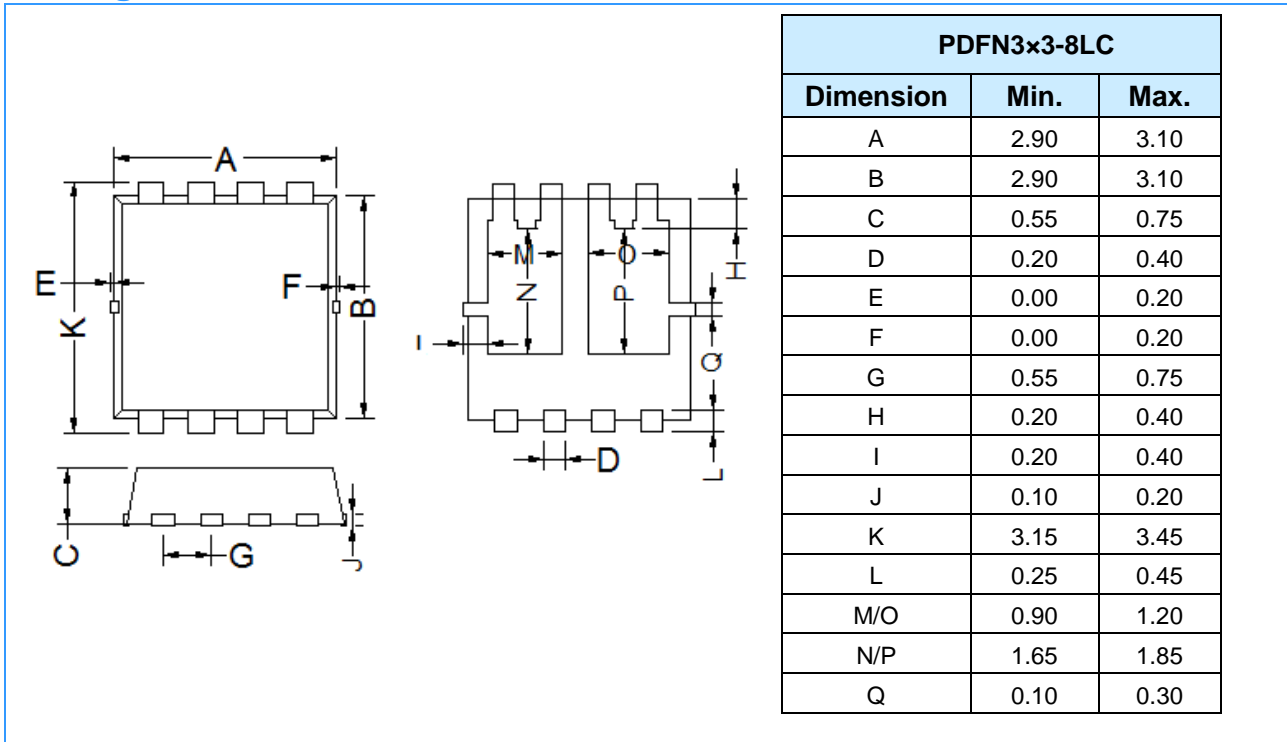 PDFN3×3-8LC
Dimension Min. Max.
A 2.90 3.10
B 2.90 3.10
C 0.55 0.75
D 0.20 0.40
E 0.00 0.20
F 0.00 0.20
G 0.55 0.75
H 0.20 0.40
I 0.20 0.40
J 0.10 0.20
K 3.15 3.45
L 0.25 0.45
M/O 0.90 1.20
N/P 1.65 1.85
Q 0.10 0.30
A
E
F
B
K
C
G
J
M
O
N
P
H
I
Q
D
L